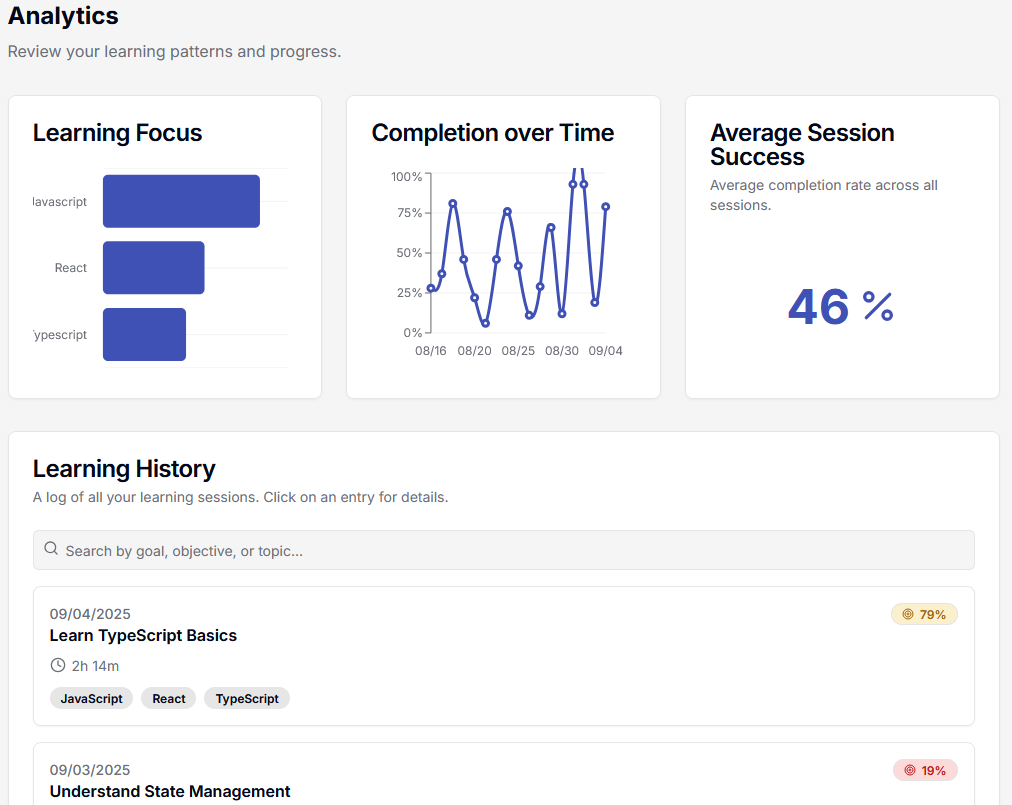 Analytics
Review your learning patterns and progress.
Learning Focus
Javascript
React
ypescript
Completion over Time
100%
75%
50%
25%
0%
08/16 08/20 08/25 08/30 09/04
Average Session
Success
Average completion rate across all
sessions.
46 %
Learning History
A log of all your learning sessions. Click on an entry for details.
Search by goal, objective, or topic...
09/04/2025
79%
Learn TypeScript Basics
2h 14m
JavaScript React TypeScript
09/03/2025
19%
Understand State Management